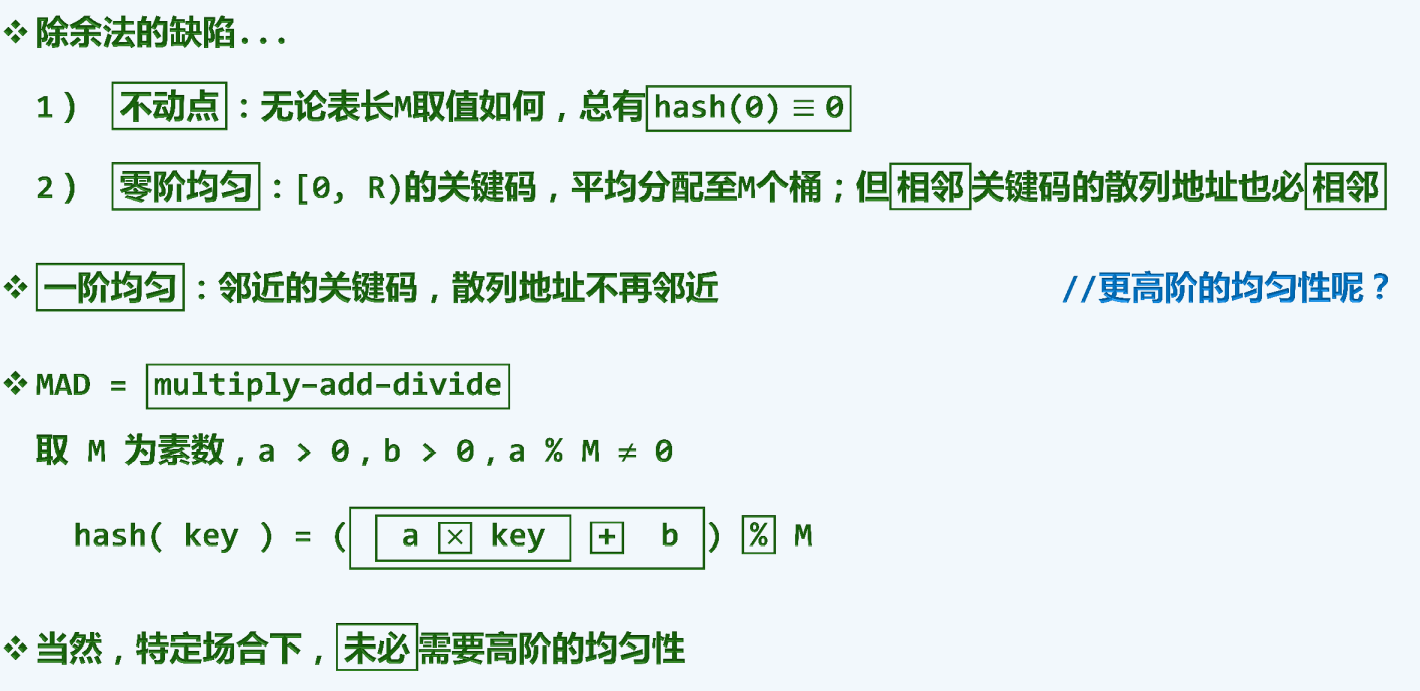 ❖ 除余法的缺陷...
1) 不动点：无论表长M取值如何，总有hash(0) ≡ 0
2) 零阶均匀：[0, R)的关键码，平均分配至M个桶；但相邻关键码的散列地址也必相邻
❖ 一阶均匀：邻近的关键码，散列地址不再邻近 //更高阶的均匀性呢？
❖ MAD = multiply-add-divide
取 M 为素数，a > 0，b > 0，a % M ≠ 0
hash( key ) = ( a × key + b ) % M
❖ 当然，特定场合下，未必需要高阶的均匀性